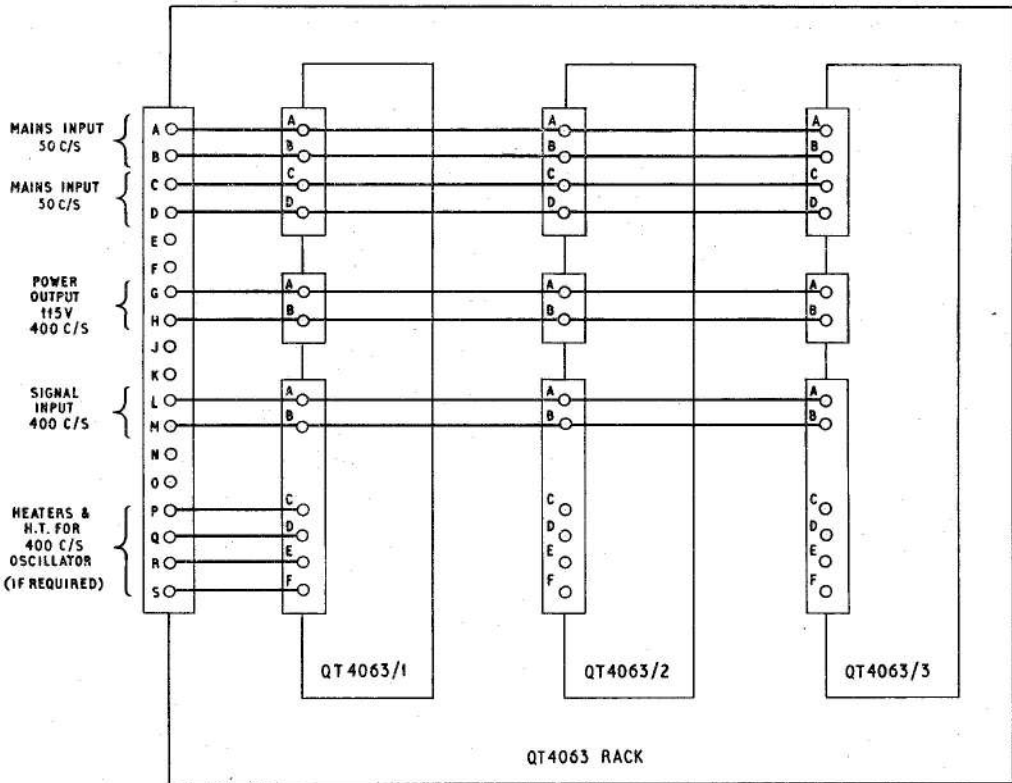 MAINS INPUT
50 C/S
MAINS INPUT
50 C/S
POWER
OUTPUT
115V
400 C/S
SIGNAL
INPUT
400 C/S
HEATERS &
H.T. FOR
400 C/S
OSCILLATOR
(IF REQUIRED)
A
B
C
D
E
F
G
H
J
K
L
M
N
O
P
Q
R
S
A
B
C
D
A
B
A
B
C
D
E
F
QT4063/1
A
B
C
D
A
B
A
B
C
D
E
F
QT4063/2
A
B
C
D
A
B
A
B
C
D
E
F
QT4063/3
QT4063 RACK